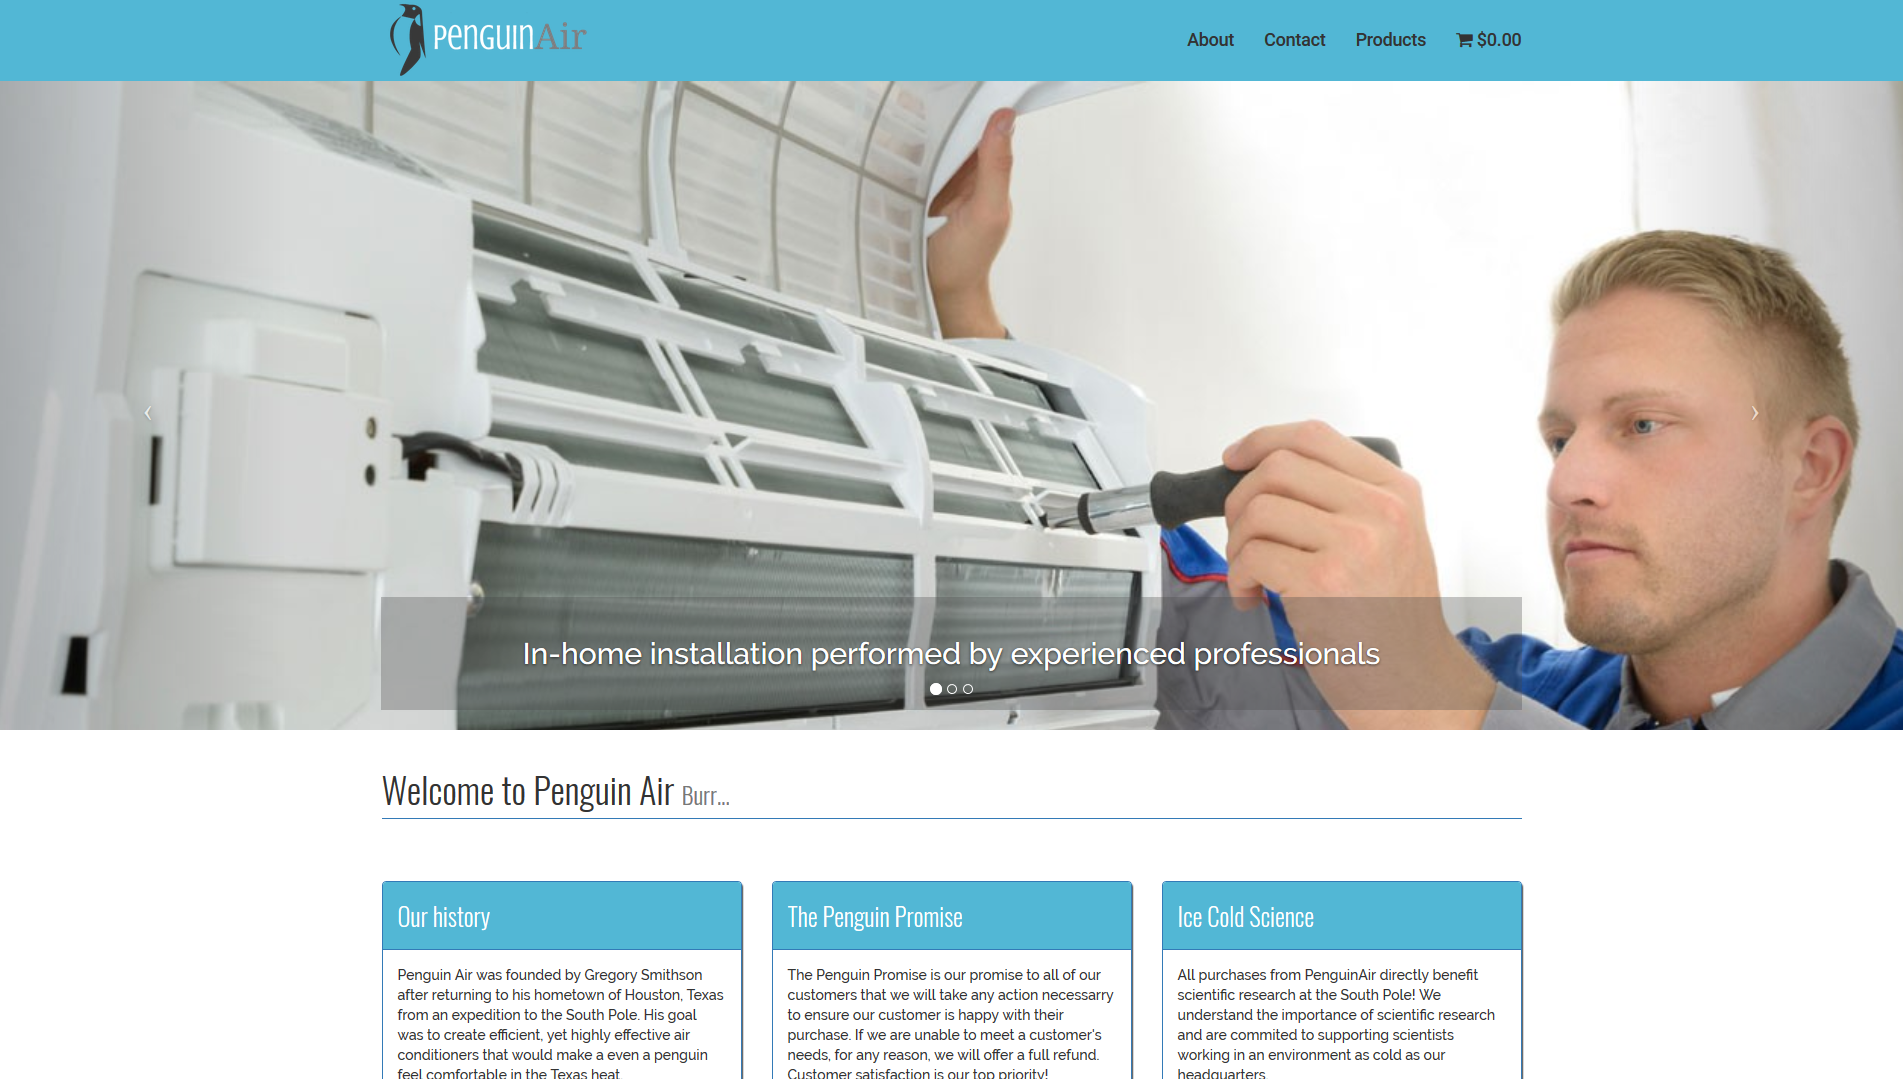 penguinAir
About Contact Products $0.00
In-home installation performed by experienced professionals
Welcome to Penguin Air Burr...
Our history
Penguin Air was founded by Gregory Smithson
after returning to his hometown of Houston, Texas
from an expedition to the South Pole. His goal
was to create efficient, yet highly effective air
conditioners that would make a even a penguin
feel comfortable in the Texas heat.
The Penguin Promise
The Penguin Promise is our promise to all of our
customers that we will take any action necessarry
to ensure our customer is happy with their
purchase. If we are unable to meet a customer's
needs, for any reason, we will offer a full refund.
Customer satisfaction is our top priority!
Ice Cold Science
All purchases from PenguinAir directly benefit
scientific research at the South Pole! We
understand the importance of scientific research
and are commited to supporting scientists
working in an environment as cold as our
headquarters